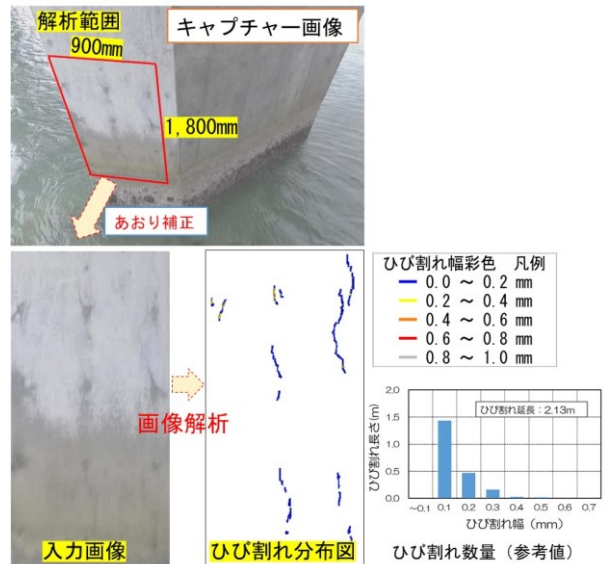 解析範囲
900mm
キャプチャー画像
1,800mm
あおり補正
ひび割れ幅彩色 凡例
0.0 ～ 0.2 mm
0.2 ～ 0.4 mm
0.4 ～ 0.6 mm
0.6 ～ 0.8 mm
0.8 ～ 1.0 mm
画像解析
入力画像
ひび割れ分布図
ひび割れ長さ(m)
2.0
1.5
1.0
0.5
0.0
ひび割れ延長：2.13m
～0.1 0.1 0.2 0.3 0.4 0.5 0.6 0.7
ひび割れ幅（mm）
ひび割れ数量（参考値）